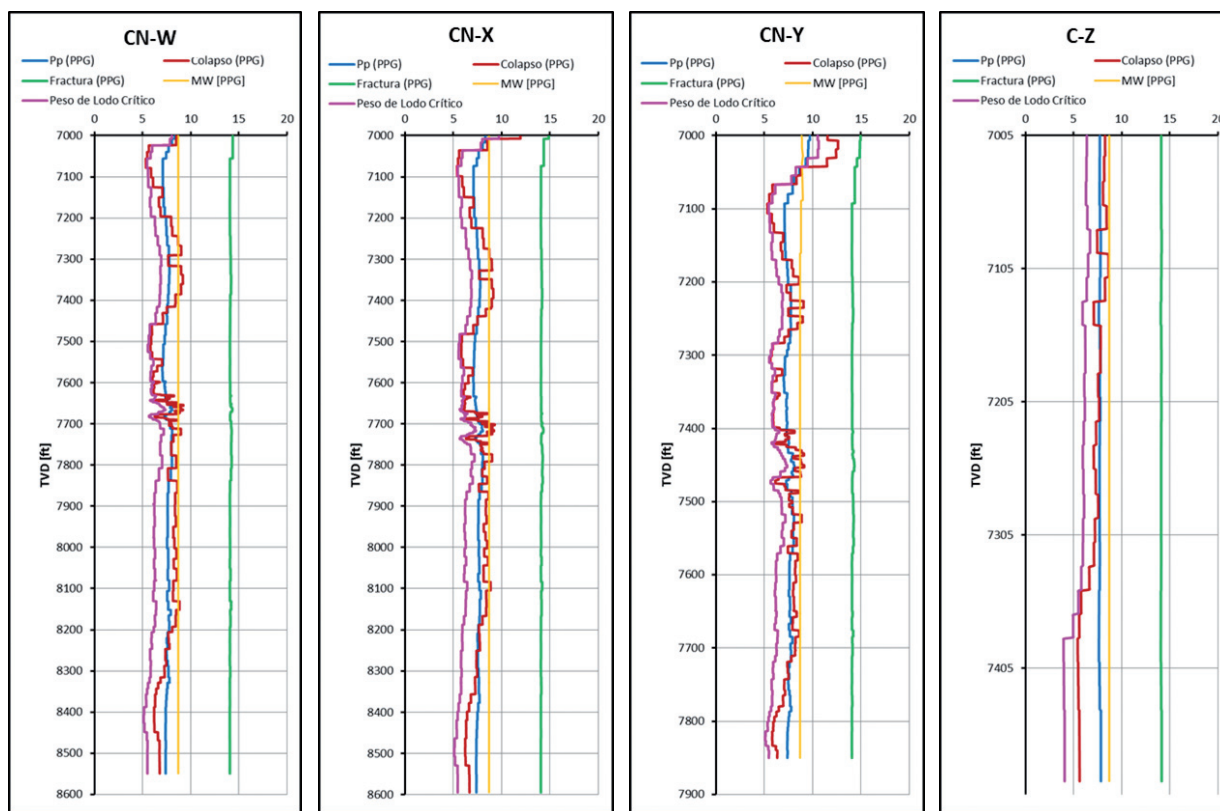 CN-W
Pp (PPG) Colapso (PPG)
Fractura (PPG) MW [PPG]
Peso de Lodo Crítico
0 5 10 15 20
7000
7100
7200
7300
7400
7500
7600
7700
7800
7900
8000
8100
8200
8300
8400
8500
8600
TVD [ft]
CN-X
Pp (PPG) Colapso (PPG)
Fractura (PPG) MW [PPG]
Peso de Lodo Crítico
0 5 10 15 20
7000
7100
7200
7300
7400
7500
7600
7700
7800
7900
8000
8100
8200
8300
8400
8500
8600
TVD [ft]
CN-Y
Pp (PPG) Colapso (PPG)
Fractura (PPG) MW [PPG]
Peso de Lodo Crítico
0 5 10 15 20
7000
7100
7200
7300
7400
7500
7600
7700
7800
7900
TVD [ft]
C-Z
Pp (PPG) Colapso (PPG)
Fractura (PPG) MW [PPG]
Peso de Lodo Crítico
0 5 10 15 20
7005
7105
7205
7305
7405
TVD [ft]